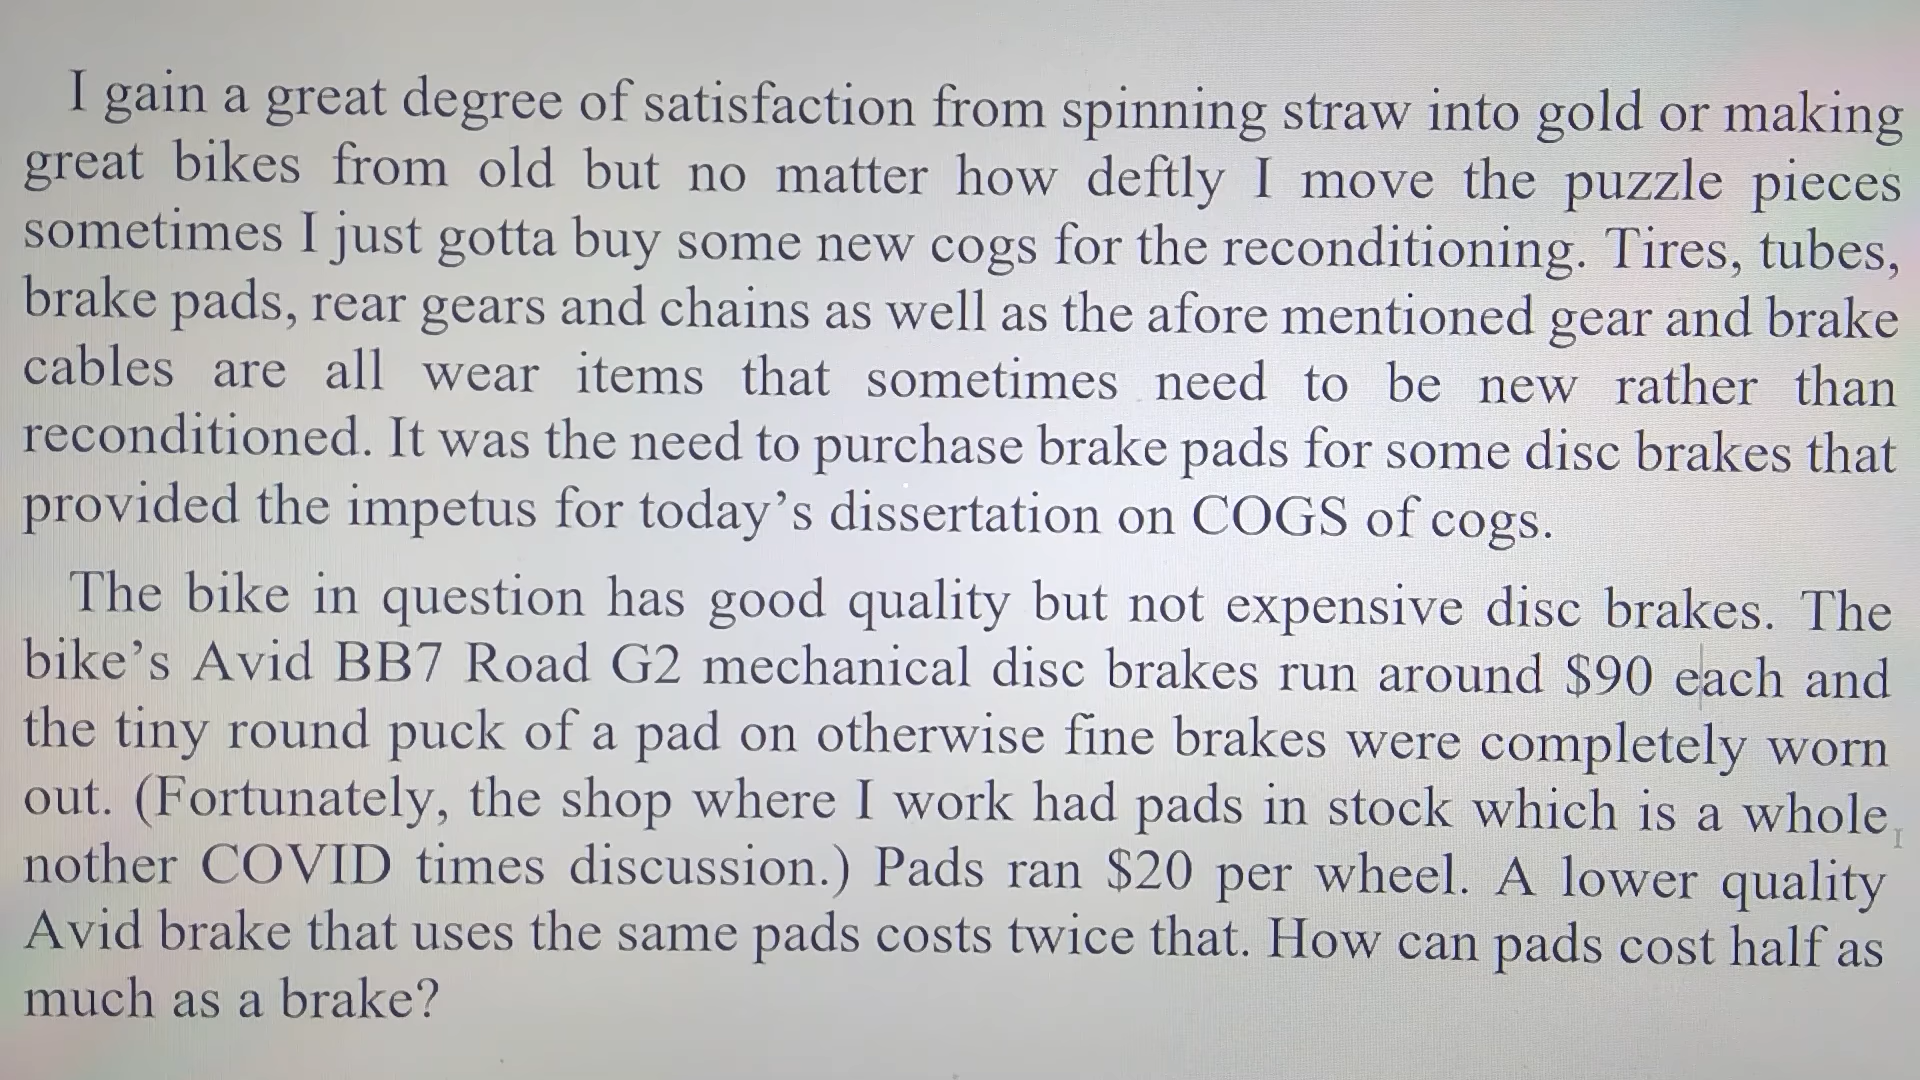 I gain a great degree of satisfaction from spinning straw into gold or making
great bikes from old but no matter how deftly I move the puzzle pieces
sometimes I just gotta buy some new cogs for the reconditioning. Tires, tubes,
brake pads, rear gears and chains as well as the afore mentioned gear and brake
cables are all wear items that sometimes need to be new rather than
reconditioned. It was the need to purchase brake pads for some disc brakes that
provided the impetus for today’s dissertation on COGS of cogs.
The bike in question has good quality but not expensive disc brakes. The
bike’s Avid BB7 Road G2 mechanical disc brakes run around $90 each and
the tiny round puck of a pad on otherwise fine brakes were completely worn
out. (Fortunately, the shop where I work had pads in stock which is a whole
nother COVID times discussion.) Pads ran $20 per wheel. A lower quality
Avid brake that uses the same pads costs twice that. How can pads cost half as
much as a brake?